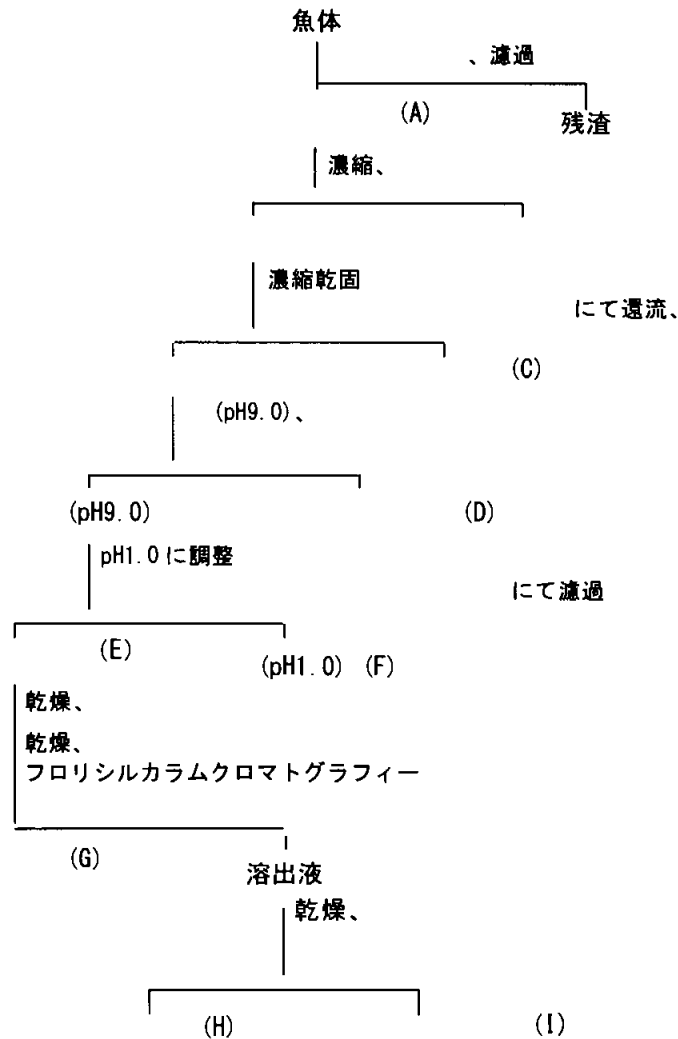 魚体
、濾過
(A)
残渣
濃縮、
濃縮乾固
にて還流、
(C)
(pH9.0)、
(pH9.0)
(D)
pH1.0に調整
にて濾過
(E)
(pH1.0) (F)
乾燥、
乾燥、
フロリシルカラムクロマトグラフィー
(G)
溶出液
乾燥、
(H)
(I)